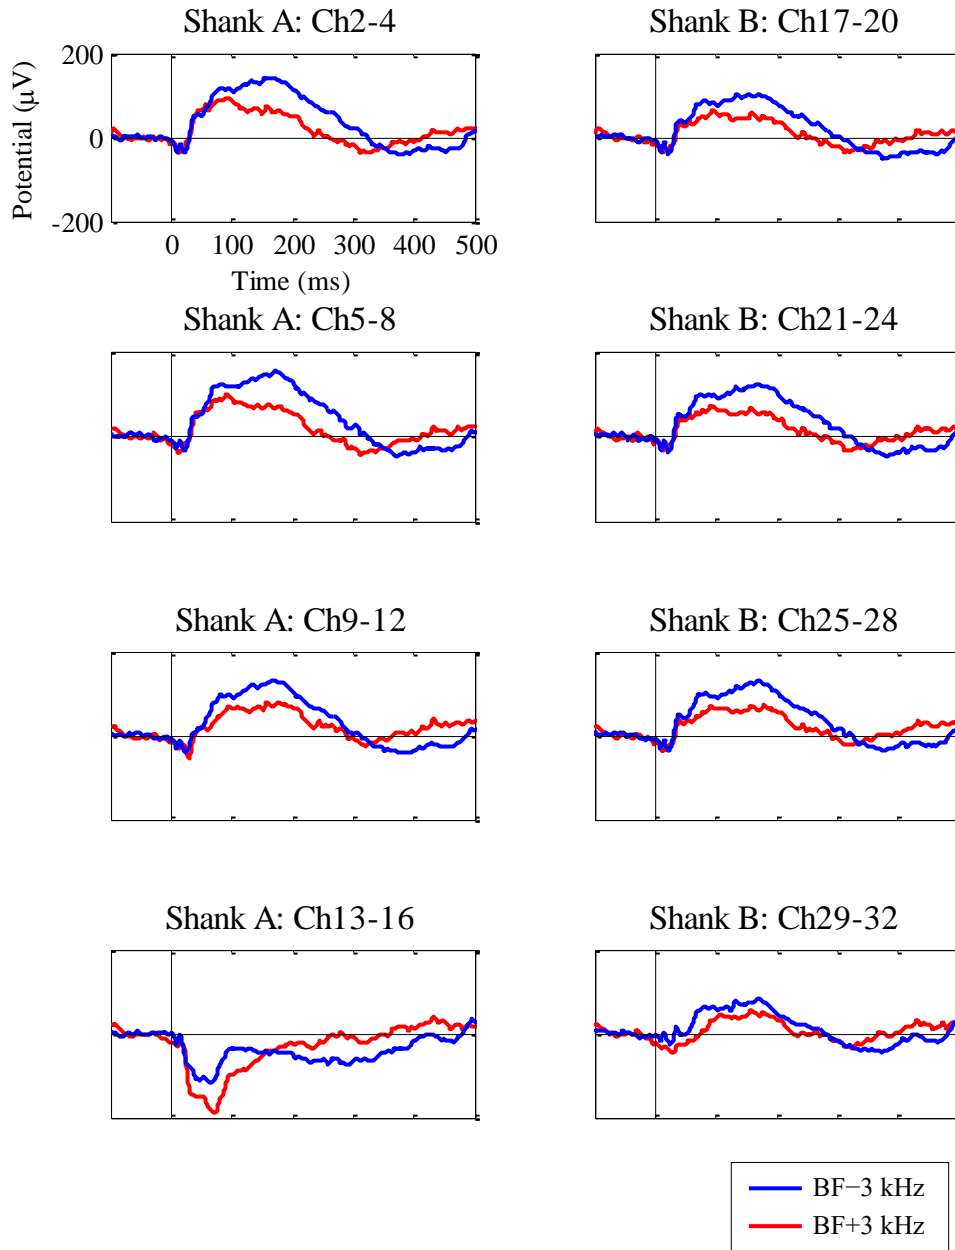 Shank A: Ch2-4
Shank B: Ch17-20
200
0
-200
Potential (μV)
0 100 200 300 400 500
Time (ms)
Shank A: Ch5-8
Shank B: Ch21-24
Shank A: Ch9-12
Shank B: Ch25-28
Shank A: Ch13-16
Shank B: Ch29-32
BF−3 kHz
BF+3 kHz